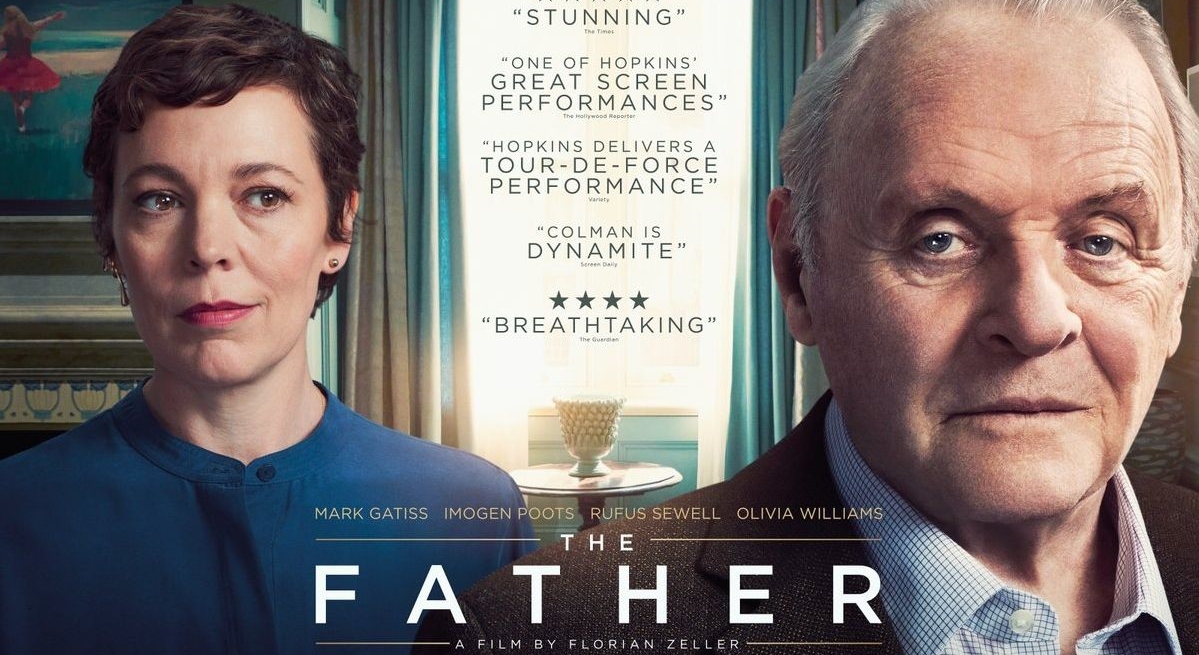 “STUNNING”
The Times
“ONE OF HOPKINS’
GREAT SCREEN
PERFORMANCES”
The Hollywood Reporter
“HOPKINS DELIVERS A
TOUR-DE-FORCE
PERFORMANCE”
Variety
“COLMAN IS
DYNAMITE”
Screen Daily
★★★★
“BREATHTAKING”
The Guardian
MARK GATISS IMOGEN POOTS RUFUS SEWELL OLIVIA WILLIAMS
THE
FATHER
A FILM BY FLORIAN ZELLER